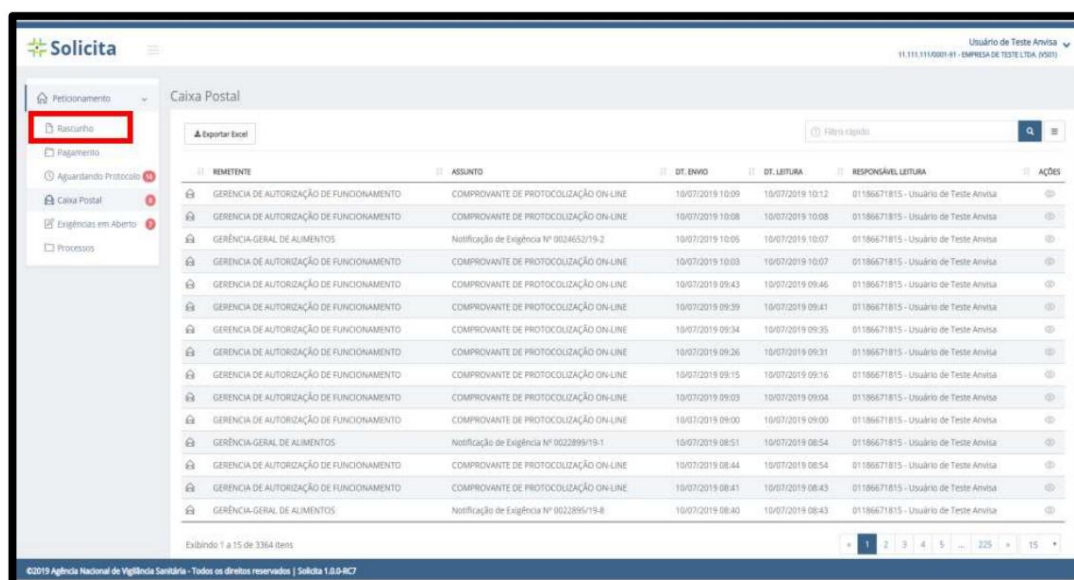 Solicita
Usuário de Teste Anvisa
11.111.111/0001-91 - EMPRESA DE TESTE LTDA. (VS01)
Peticionamento
Caixa Postal
Rascunho
Exportar Excel
Filtro rápido
Pagamento
Aguardando Protocolo
Caixa Postal
Exigências em Aberto
Processos
REMETENTE ASSUNTO DT. ENVIO DT. LEITURA RESPONSÁVEL LEITURA AÇÕES
GERENCIA DE AUTORIZAÇÃO DE FUNCIONAMENTO COMPROVANTE DE PROTOCOLIZAÇÃO ON-LINE 10/07/2019 10:09 10/07/2019 10:12 01186671815 - Usuário de Teste Anvisa
GERENCIA DE AUTORIZAÇÃO DE FUNCIONAMENTO COMPROVANTE DE PROTOCOLIZAÇÃO ON-LINE 10/07/2019 10:08 10/07/2019 10:08 01186671815 - Usuário de Teste Anvisa
GERÊNCIA-GERAL DE ALIMENTOS Notificação de Exigência Nº 0024652/19-2 10/07/2019 10:05 10/07/2019 10:07 01186671815 - Usuário de Teste Anvisa
GERENCIA DE AUTORIZAÇÃO DE FUNCIONAMENTO COMPROVANTE DE PROTOCOLIZAÇÃO ON-LINE 10/07/2019 10:03 10/07/2019 10:07 01186671815 - Usuário de Teste Anvisa
GERENCIA DE AUTORIZAÇÃO DE FUNCIONAMENTO COMPROVANTE DE PROTOCOLIZAÇÃO ON-LINE 10/07/2019 09:43 10/07/2019 09:46 01186671815 - Usuário de Teste Anvisa
GERENCIA DE AUTORIZAÇÃO DE FUNCIONAMENTO COMPROVANTE DE PROTOCOLIZAÇÃO ON-LINE 10/07/2019 09:39 10/07/2019 09:41 01186671815 - Usuário de Teste Anvisa
GERENCIA DE AUTORIZAÇÃO DE FUNCIONAMENTO COMPROVANTE DE PROTOCOLIZAÇÃO ON-LINE 10/07/2019 09:34 10/07/2019 09:35 01186671815 - Usuário de Teste Anvisa
GERENCIA DE AUTORIZAÇÃO DE FUNCIONAMENTO COMPROVANTE DE PROTOCOLIZAÇÃO ON-LINE 10/07/2019 09:26 10/07/2019 09:31 01186671815 - Usuário de Teste Anvisa
GERENCIA DE AUTORIZAÇÃO DE FUNCIONAMENTO COMPROVANTE DE PROTOCOLIZAÇÃO ON-LINE 10/07/2019 09:15 10/07/2019 09:16 01186671815 - Usuário de Teste Anvisa
GERENCIA DE AUTORIZAÇÃO DE FUNCIONAMENTO COMPROVANTE DE PROTOCOLIZAÇÃO ON-LINE 10/07/2019 09:03 10/07/2019 09:04 01186671815 - Usuário de Teste Anvisa
GERENCIA DE AUTORIZAÇÃO DE FUNCIONAMENTO COMPROVANTE DE PROTOCOLIZAÇÃO ON-LINE 10/07/2019 09:00 10/07/2019 09:00 01186671815 - Usuário de Teste Anvisa
GERÊNCIA-GERAL DE ALIMENTOS Notificação de Exigência Nº 0022899/19-1 10/07/2019 08:51 10/07/2019 08:54 01186671815 - Usuário de Teste Anvisa
GERENCIA DE AUTORIZAÇÃO DE FUNCIONAMENTO COMPROVANTE DE PROTOCOLIZAÇÃO ON-LINE 10/07/2019 08:44 10/07/2019 08:54 01186671815 - Usuário de Teste Anvisa
GERENCIA DE AUTORIZAÇÃO DE FUNCIONAMENTO COMPROVANTE DE PROTOCOLIZAÇÃO ON-LINE 10/07/2019 08:41 10/07/2019 08:43 01186671815 - Usuário de Teste Anvisa
GERÊNCIA-GERAL DE ALIMENTOS Notificação de Exigência Nº 0022895/19-8 10/07/2019 08:40 10/07/2019 08:43 01186671815 - Usuário de Teste Anvisa
Exibindo 1 a 15 de 3364 itens « 1 2 3 4 5 ... 225 » 15
©2019 Agência Nacional de Vigilância Sanitária - Todos os direitos reservados | Solicita 1.0.0-RC7